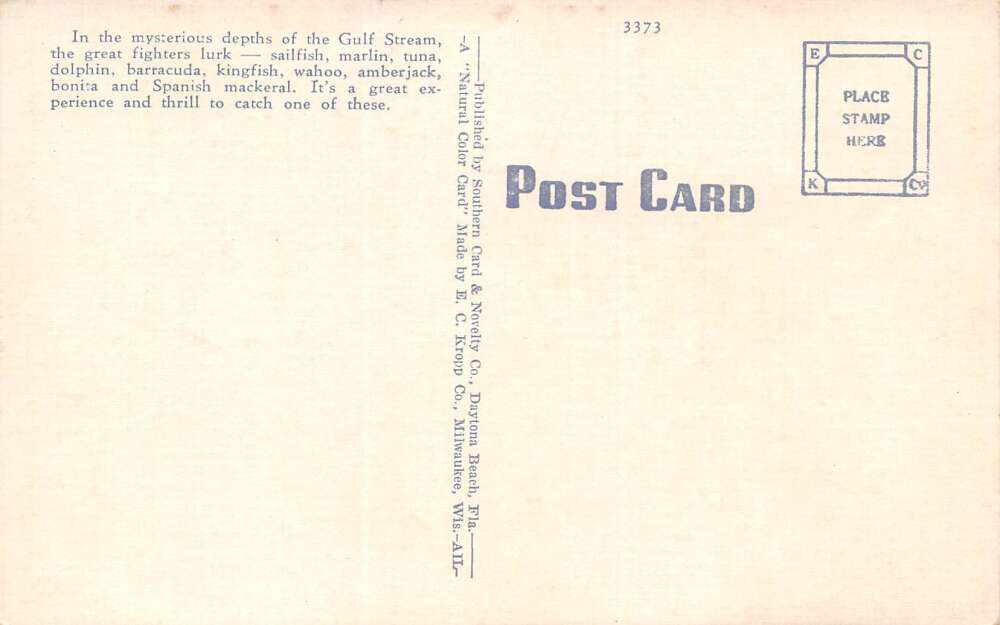 In the mysterious depths of the Gulf Stream,
the great fighters lurk — sailfish, marlin, tuna,
dolphin, barracuda, kingfish, wahoo, amberjack,
bonita and Spanish mackeral. It's a great ex-
perience and thrill to catch one of these.
Published by Southern Card & Novelty Co., Daytona Beach, Fla.
-A "Natural Color Card" Made by E. C. Kropp Co., Milwaukee, Wis.-AIL-
3373
POST CARD
E C
PLACE
STAMP
HERE
K Co